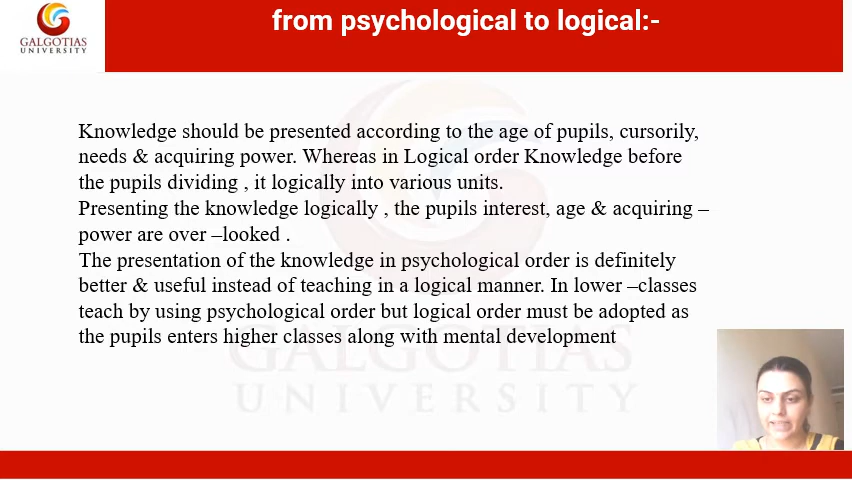 from psychological to logical:-
GALGOTIAS
UNIVERSITY
Knowledge should be presented according to the age of pupils, cursorily,
needs & acquiring power. Whereas in Logical order Knowledge before
the pupils dividing , it logically into various units.
Presenting the knowledge logically , the pupils interest, age & acquiring –
power are over –looked .
The presentation of the knowledge in psychological order is definitely
better & useful instead of teaching in a logical manner. In lower –classes
teach by using psychological order but logical order must be adopted as
the pupils enters higher classes along with mental development
GALGOTIAS
UNIVERSITY